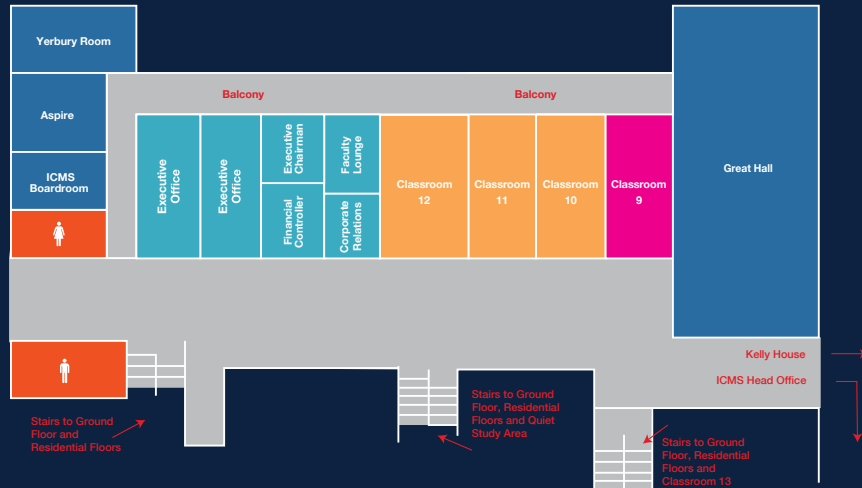 Yerbury Room
Aspire
ICMS
Boardroom
Balcony
Balcony
Executive
Office
Executive
Office
Executive
Chairman
Financial
Controller
Faculty
Lounge
Corporate
Relations
Classroom
12
Classroom
11
Classroom
10
Classroom
9
Great Hall
Kelly House
ICMS Head Office
Stairs to Ground
Floor and
Residential Floors
Stairs to Ground
Floor, Residential
Floors and Quiet
Study Area
Stairs to Ground
Floor, Residential
Floors and
Classroom 13